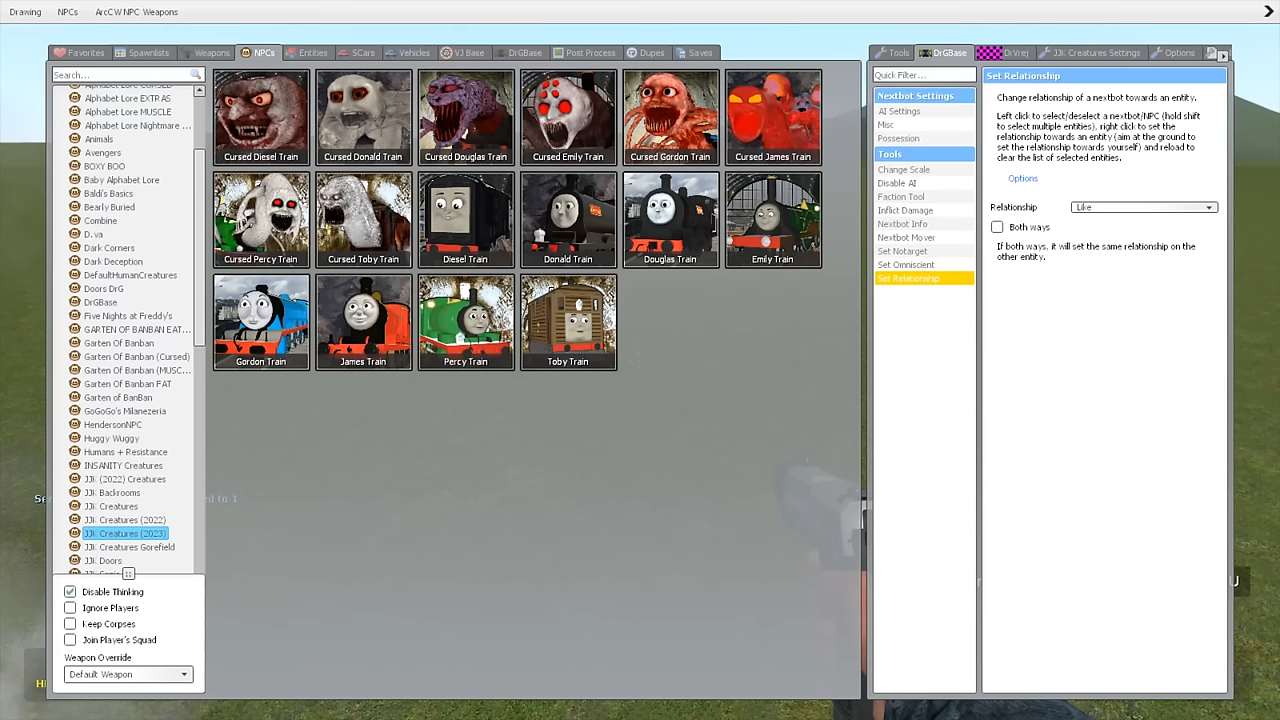 Drawing NPCs ArcCW NPC Weapons
Favorites Spawnlists Weapons NPCs Entities SCars Vehicles VJ Base DrGBase Post Process Dupes Saves
Search...
Alphabet Lore CURSED
Alphabet Lore EXTRAS
Alphabet Lore MUSCLE
Alphabet Lore Nightmare ...
Animals
Avengers
BOXY BOO
Baby Alphabet Lore
Baldi's Basics
Bearly Buried
Combine
D. va
Dark Corners
Dark Deception
DefaultHumanCreatures
Doors DrG
DrGBase
Five Nights at Freddy's
GARTEN OF BANBAN EAT...
Garten Of Banban
Garten Of Banban (Cursed)
Garten Of Banban (MUSC...
Garten Of Banban FAT
Garten of BanBan
GoGoGo's Milanezeria
HendersonNPC
Huggy Wuggy
Humans + Resistance
INSANITY Creatures
JJK (2022) Creatures
JJK Backrooms
JJK Creatures
JJK Creatures (2022)
JJK Creatures (2023)
JJK Creatures Gorefield
JJK Doors
Disable Thinking
Ignore Players
Keep Corpses
Join Player's Squad
Weapon Override
Default Weapon
Cursed Diesel Train
Cursed Donald Train
Cursed Douglas Train
Cursed Emily Train
Cursed Gordon Train
Cursed James Train
Cursed Percy Train
Cursed Toby Train
Diesel Train
Donald Train
Douglas Train
Emily Train
Gordon Train
James Train
Percy Train
Toby Train
d to 1
Tools DrGBase DrVrej JJK Creatures Settings Options
Quick Filter...
Nextbot Settings
AI Settings
Misc
Possession
Tools
Change Scale
Disable AI
Faction Tool
Inflict Damage
Nextbot Info
Nextbot Mover
Set Notarget
Set Omniscient
Set Relationship
Set Relationship
Change relationship of a nextbot towards an entity.
Left click to select/deselect a nextbot/NPC (hold shift
to select multiple entities), right click to set the
relationship towards an entity (aim at the ground to
set the relationship towards yourself) and reload to
clear the list of selected entities.
Options
Relationship Like
Both ways
If both ways, it will set the same relationship on the
other entity.